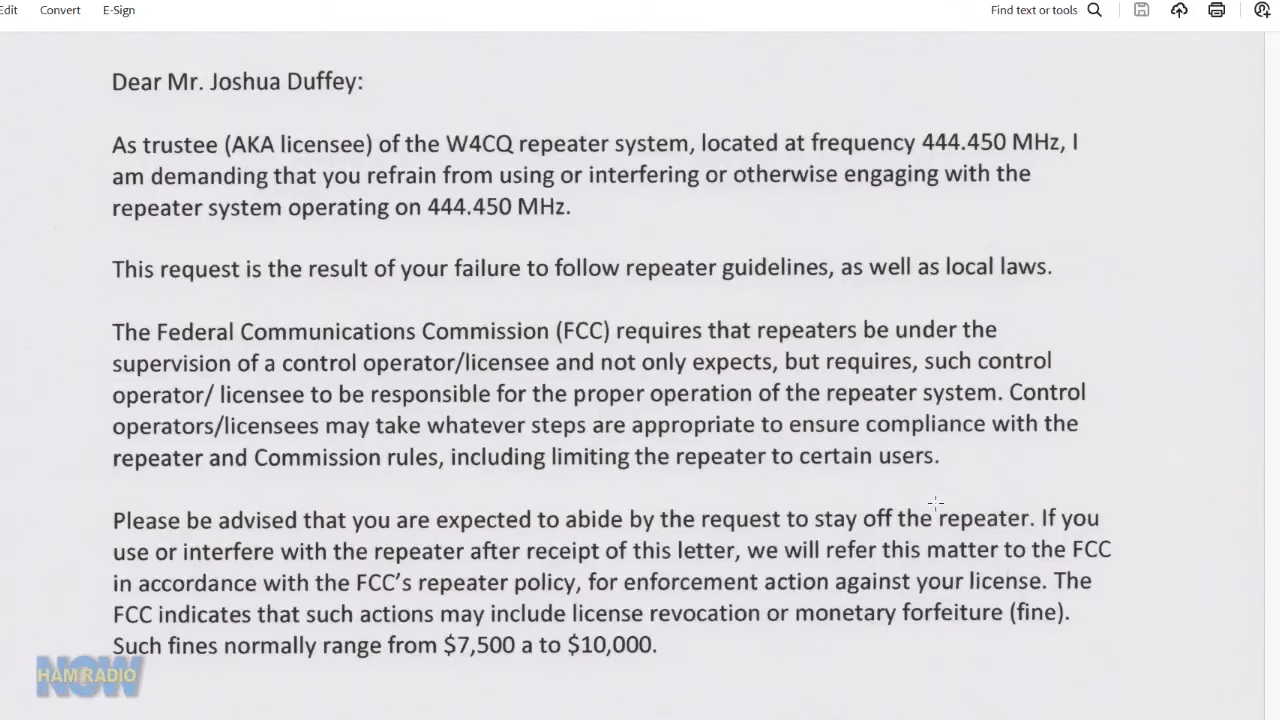 Edit Convert E-Sign Find text or tools
Dear Mr. Joshua Duffey:
As trustee (AKA licensee) of the W4CQ repeater system, located at frequency 444.450 MHz, I
am demanding that you refrain from using or interfering or otherwise engaging with the
repeater system operating on 444.450 MHz.
This request is the result of your failure to follow repeater guidelines, as well as local laws.
The Federal Communications Commission (FCC) requires that repeaters be under the
supervision of a control operator/licensee and not only expects, but requires, such control
operator/ licensee to be responsible for the proper operation of the repeater system. Control
operators/licensees may take whatever steps are appropriate to ensure compliance with the
repeater and Commission rules, including limiting the repeater to certain users.
Please be advised that you are expected to abide by the request to stay off the repeater. If you
use or interfere with the repeater after receipt of this letter, we will refer this matter to the FCC
in accordance with the FCC's repeater policy, for enforcement action against your license. The
FCC indicates that such actions may include license revocation or monetary forfeiture (fine).
Such fines normally range from $7,500 a to $10,000.
HAM RADIO
NOW